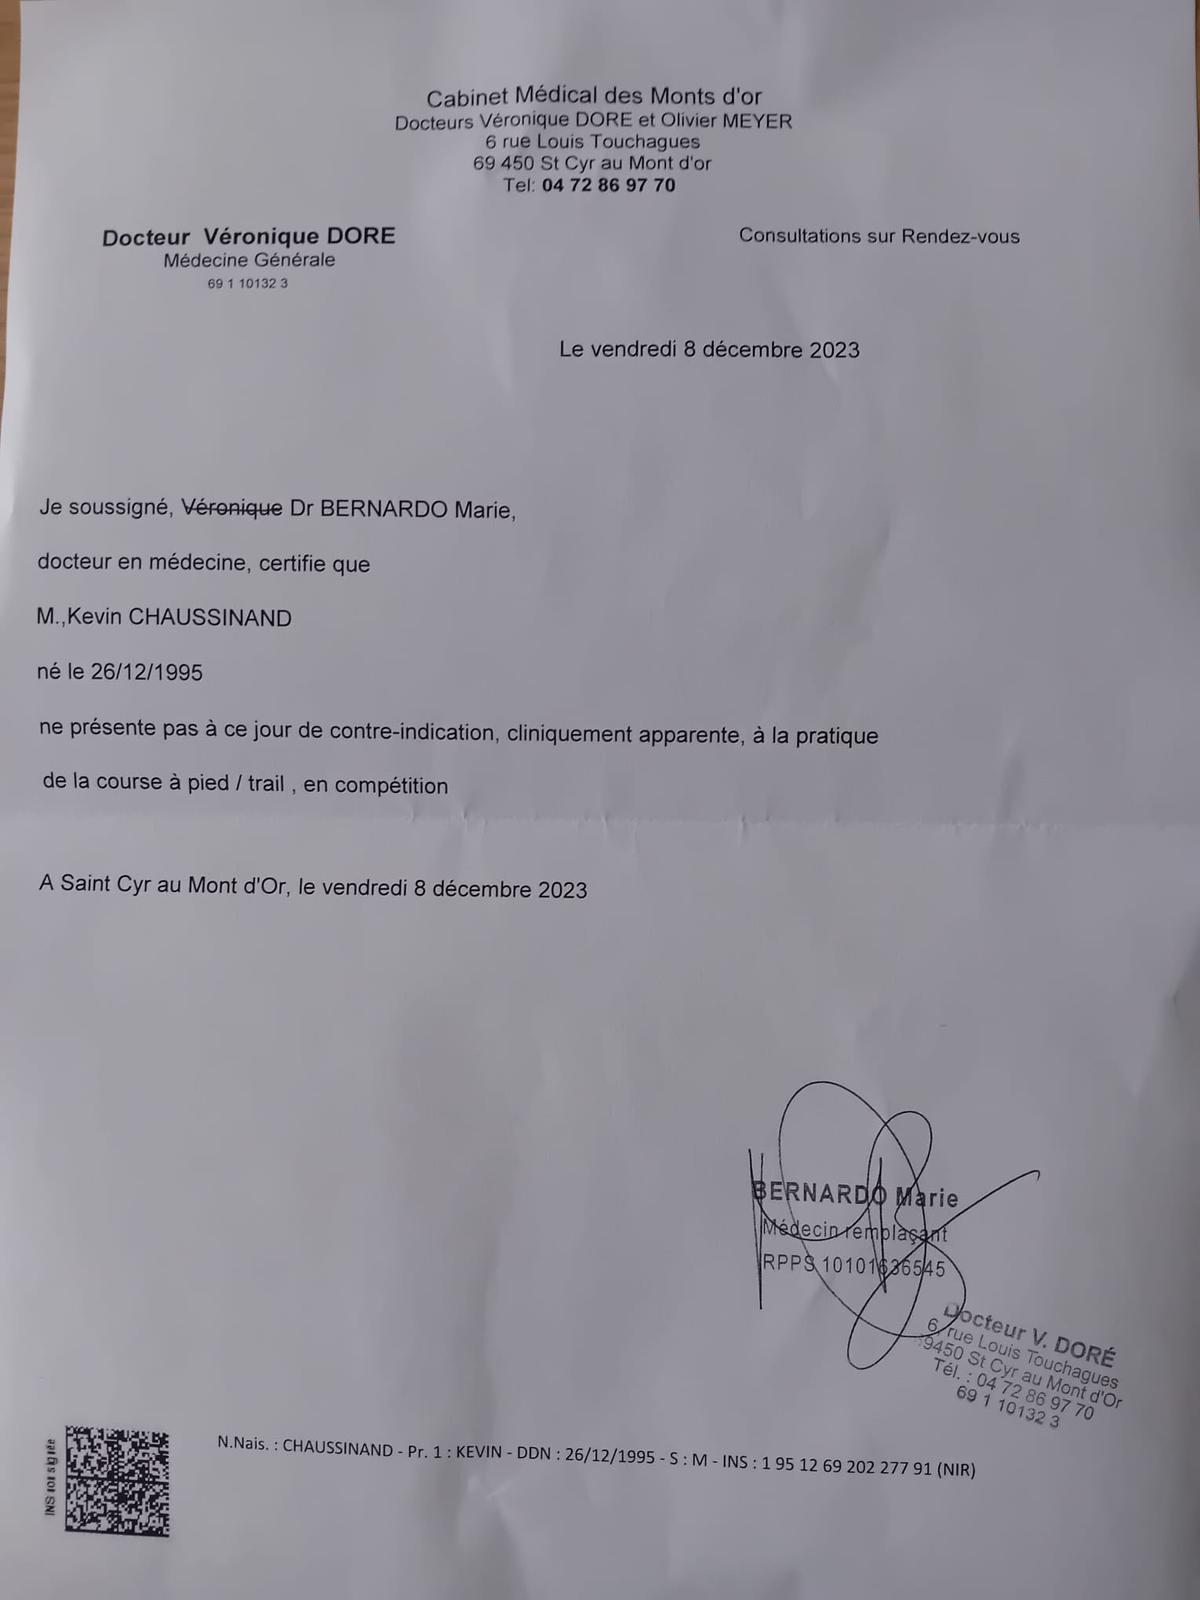 Cabinet Médical des Monts d'or
Docteurs Véronique DORE et Olivier MEYER
6 rue Louis Touchagues
69 450 St Cyr au Mont d'or
Tel: 04 72 86 97 70
Docteur Véronique DORE
Médecine Générale
69 1 10132 3
Consultations sur Rendez-vous
Le vendredi 8 décembre 2023
Je soussigné, Véronique Dr BERNARDO Marie,
docteur en médecine, certifie que
M.,Kevin CHAUSSINAND
né le 26/12/1995
ne présente pas à ce jour de contre-indication, cliniquement apparente, à la pratique
de la course à pied / trail , en compétition
A Saint Cyr au Mont d'Or, le vendredi 8 décembre 2023
BERNARDO Marie
Médecin remplaçant
RPPS 10101636545
Docteur V. DORÉ
6, rue Louis Touchagues
69450 St Cyr au Mont d'Or
Tél. : 04 72 86 97 70
69 1 10132 3
INS
N.Nais. : CHAUSSINAND - Pr. 1 : KEVIN - DDN : 26/12/1995 - S : M - INS : 1 95 12 69 202 277 91 (NIR)